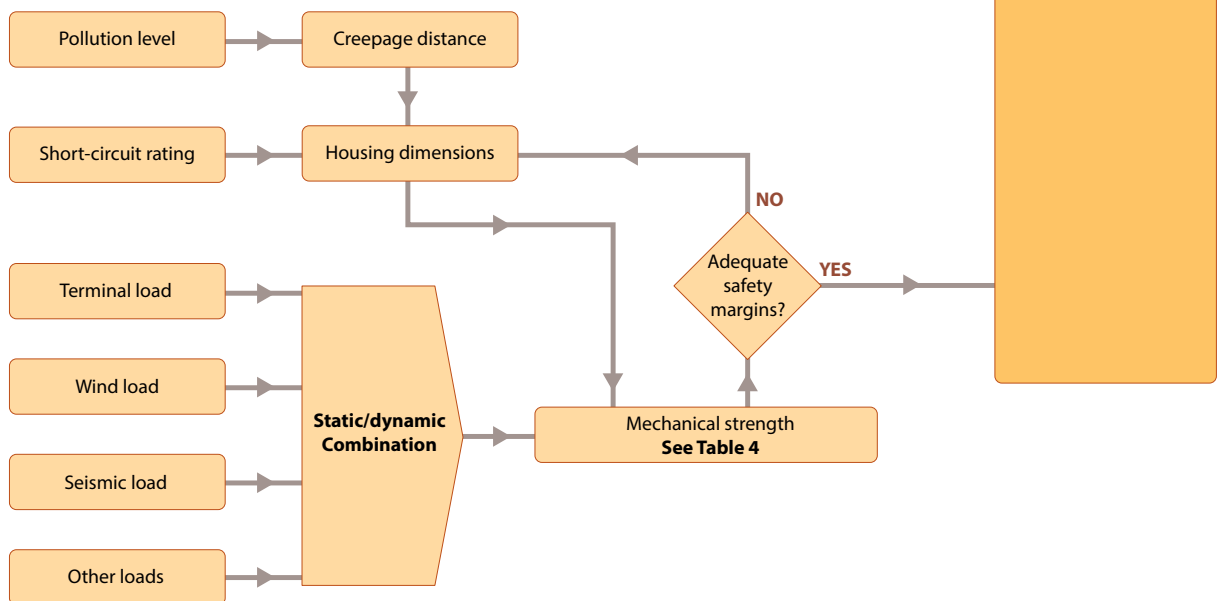 Pollution level
Creepage distance
Short-circuit rating
Housing dimensions
NO
Adequate
safety
margins?
YES
Terminal load
Wind load
Static/dynamic
Combination
Mechanical strength
See Table 4
Seismic load
Other loads